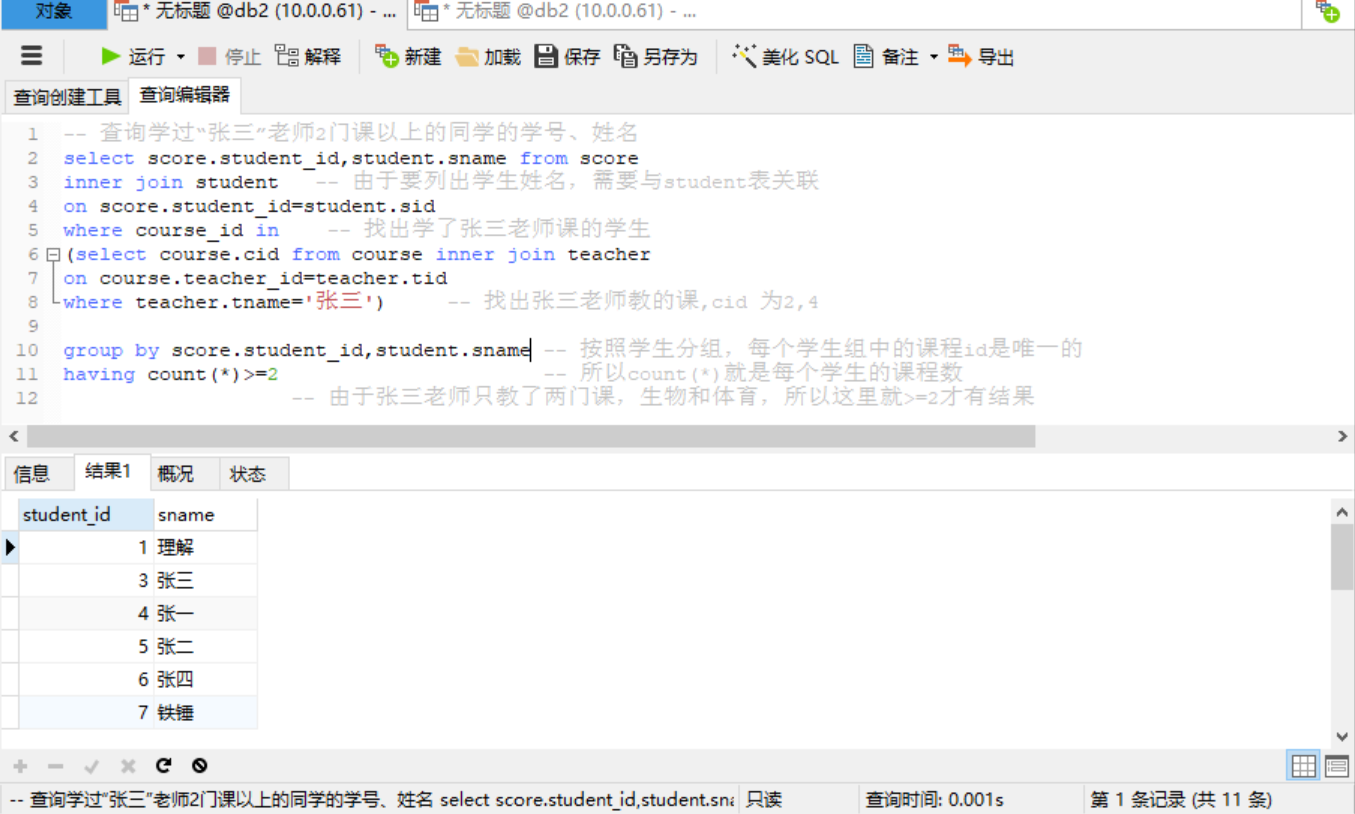 对象 * 无标题 @db2 (10.0.0.61) - ... * 无标题 @db2 (10.0.0.61) - ...
运行 停止 解释 新建 加载 保存 另存为 美化 SQL 备注 导出
查询创建工具 查询编辑器
1 -- 查询学过“张三”老师2门课以上的同学的学号、姓名
2 select score.student_id,student.sname from score
3 inner join student -- 由于要列出学生姓名，需要与student表关联
4 on score.student_id=student.sid
5 where course_id in -- 找出学了张三老师课的学生
6 (select course.cid from course inner join teacher
7 on course.teacher_id=teacher.tid
8 where teacher.tname='张三') -- 找出张三老师教的课,cid 为2,4
9
10 group by score.student_id,student.sname -- 按照学生分组，每个学生组中的课程id是唯一的
11 having count(*)>=2 -- 所以count(*)就是每个学生的课程数
12 -- 由于张三老师只教了两门课，生物和体育，所以这里就>=2才有结果
信息 结果1 概况 状态
student_id sname
1 理解
3 张三
4 张一
5 张二
6 张四
7 铁锤
-- 查询学过“张三”老师2门课以上的同学的学号、姓名 select score.student_id,student.sna 只读 查询时间: 0.001s 第 1 条记录 (共 11 条)